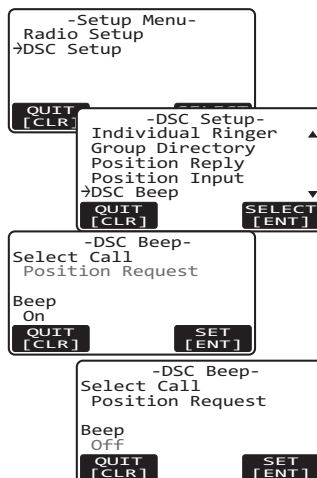 -Setup Menu-
Radio Setup
→DSC Setup
QUIT
[CLR]
-DSC Setup-
Individual Ringer ▲
Group Directory
Position Reply
Position Input
→DSC Beep ▼
QUIT SELECT
[CLR] [ENT]
-DSC Beep-
Select Call
Position Request
Beep
On
QUIT SET
[CLR] [ENT]
-DSC Beep-
Select Call
Position Request
Beep
Off
QUIT SET
[CLR] [ENT]